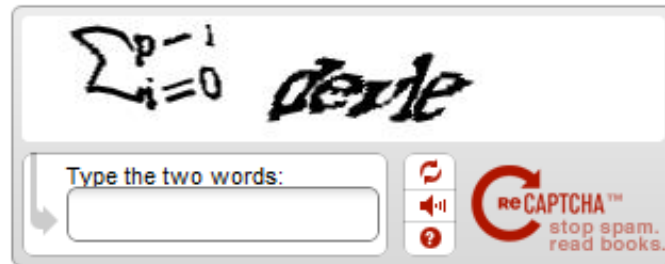 ∑ p-1
i=0
Type the two words:
ReCAPTCHA™
stop spam.
read books.